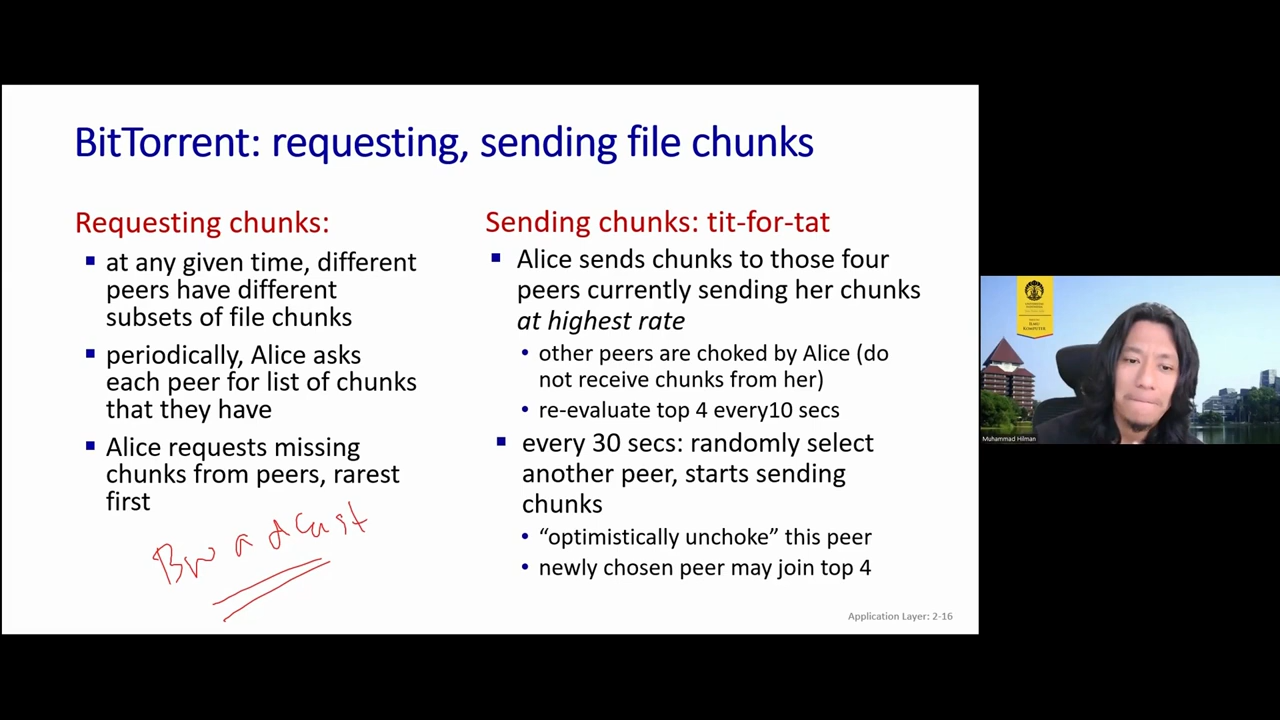 BitTorrent: requesting, sending file chunks
Requesting chunks:
▪ at any given time, different
peers have different
subsets of file chunks
▪ periodically, Alice asks
each peer for list of chunks
that they have
▪ Alice requests missing
chunks from peers, rarest
first
Broadcast
Sending chunks: tit-for-tat
▪ Alice sends chunks to those four
peers currently sending her chunks
at highest rate
• other peers are choked by Alice (do
not receive chunks from her)
• re-evaluate top 4 every10 secs
▪ every 30 secs: randomly select
another peer, starts sending
chunks
• “optimistically unchoke” this peer
• newly chosen peer may join top 4
Application Layer: 2-16
ILMU
KOMPUTER
Muhammad Hilman